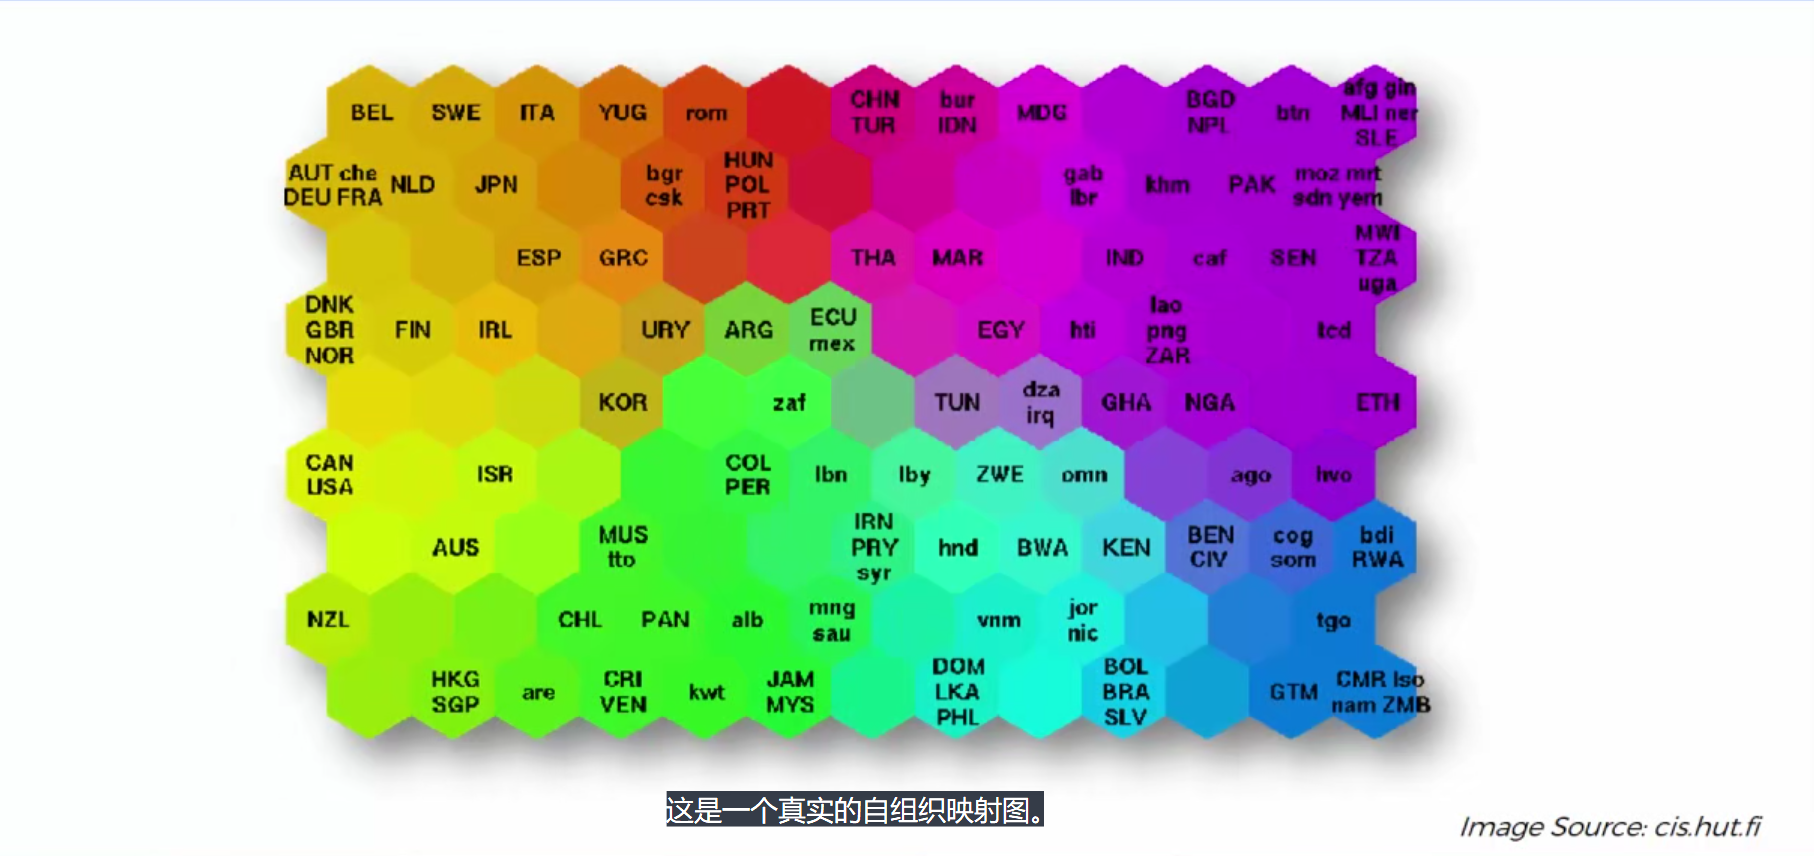 BEL SWE ITA YUG rom CHN bur MDG BGD btn afg gin
TUR IDN NPL MLI ner
SLE
AUT che NLD JPN bgr HUN gab khm PAK moz mrt
DEU FRA csk POL lbr sdn yem
PRT
ESP GRC THA MAR IND caf SEN MWI
TZA
uga
DNK FIN IRL URY ARG ECU EGY hti lao tcd
GBR mex png
NOR ZAR
KOR zaf TUN dza GHA NGA ETH
irq
CAN ISR COL lbn lby ZWE omn ago hvo
USA PER
AUS MUS IRN hnd BWA KEN BEN cog bdi
tto PRY CIV som RWA
syr
NZL CHL PAN alb mng vnm jor tgo
sau nic
HKG are CRI kwt JAM DOM BOL GTM CMR lso
SGP VEN MYS LKA BRA nam ZMB
PHL SLV
这是一个真实的自组织映射图。
Image Source: cis.hut.fi